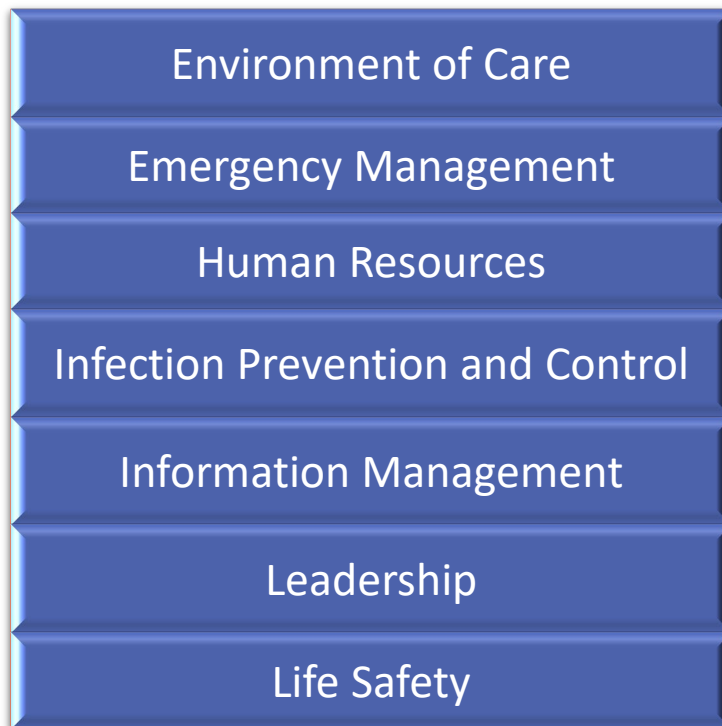 Environment of Care
Emergency Management
Human Resources
Infection Prevention and Control
Information Management
Leadership
Life Safety